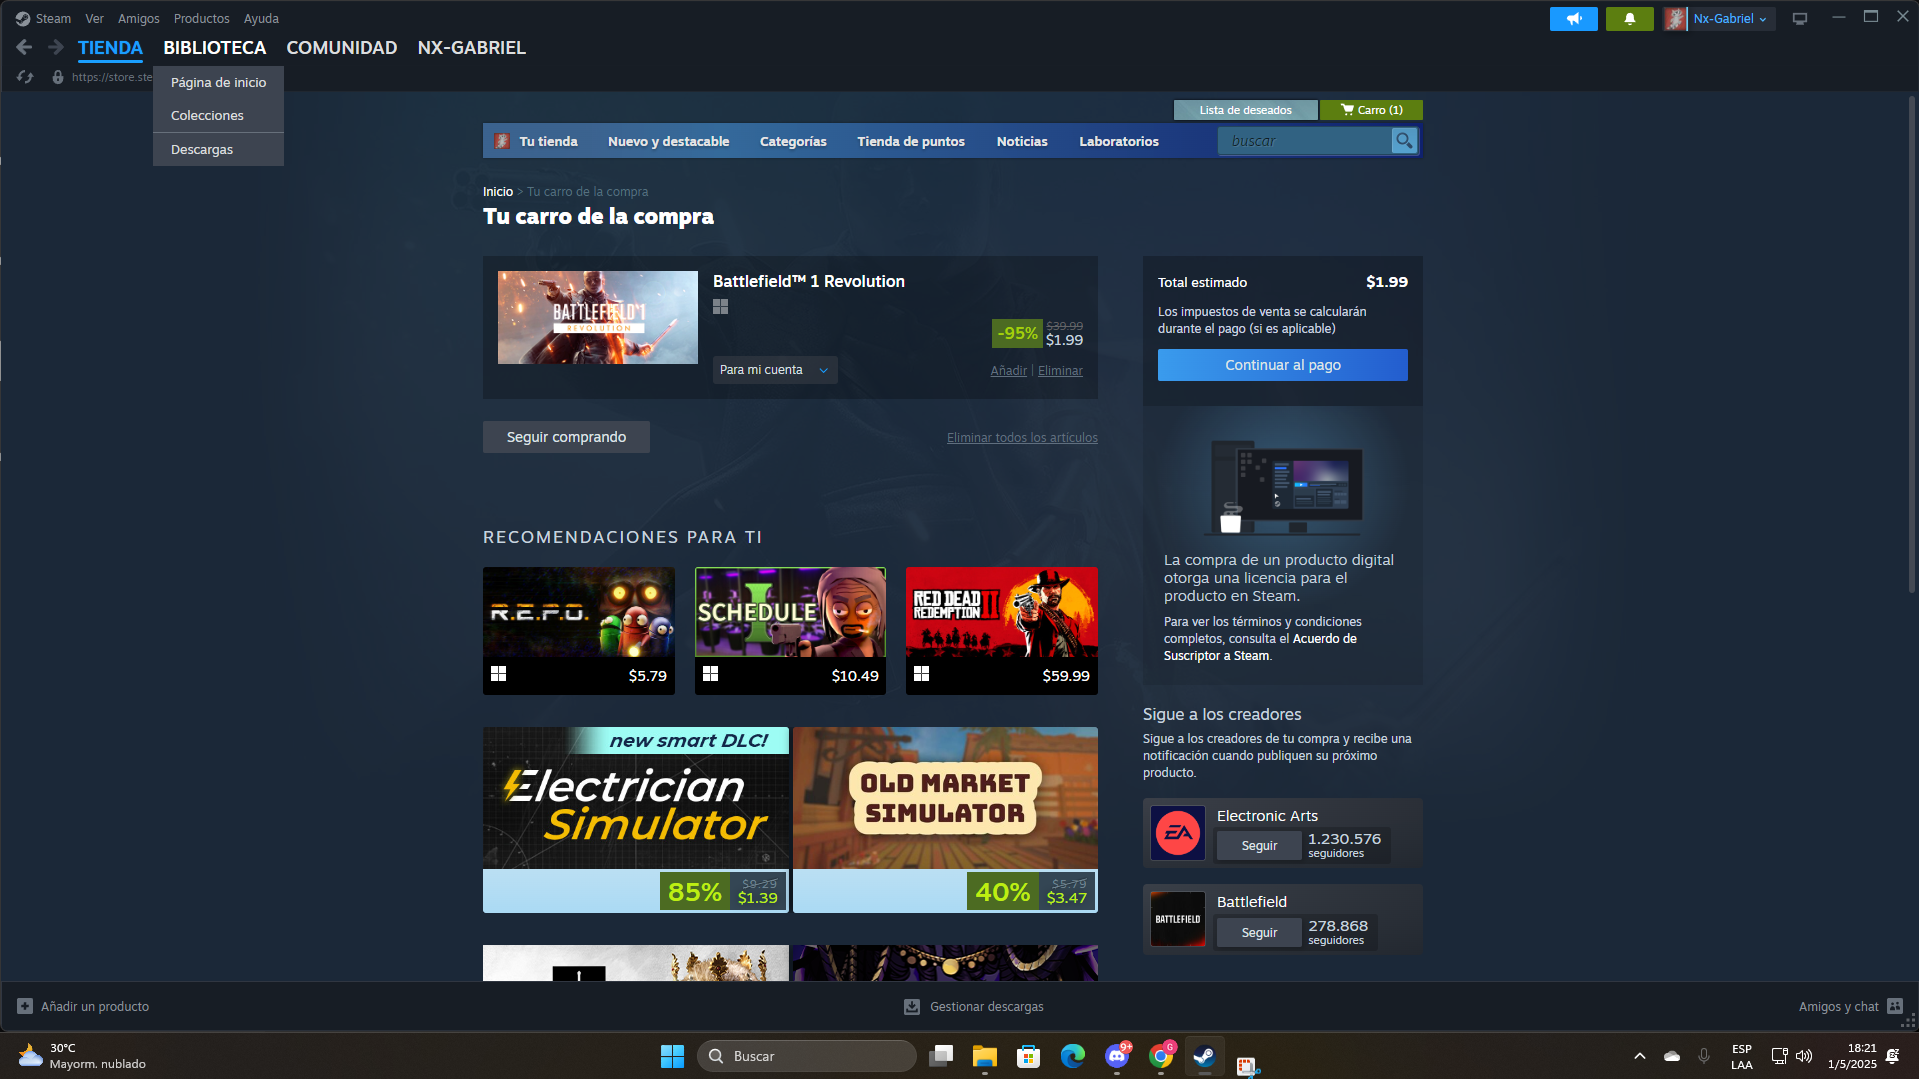 Steam Ver Amigos Productos Ayuda
Nx-Gabriel
TIENDA BIBLIOTECA COMUNIDAD NX-GABRIEL
https://store.ste
Página de inicio
Colecciones
Descargas
Lista de deseados
Carro (1)
Tu tienda Nuevo y destacable Categorías Tienda de puntos Noticias Laboratorios buscar
Inicio > Tu carro de la compra
Tu carro de la compra
BATTLEFIELD 1
REVOLUTION
Battlefield™ 1 Revolution
-95% $39.99
$1.99
Para mi cuenta
Añadir | Eliminar
Seguir comprando
Eliminar todos los artículos
Total estimado $1.99
Los impuestos de venta se calcularán
durante el pago (si es aplicable)
Continuar al pago
La compra de un producto digital
otorga una licencia para el
producto en Steam.
Para ver los términos y condiciones
completos, consulta el Acuerdo de
Suscriptor a Steam.
RECOMENDACIONES PARA TI
R.E.P.O.
$5.79
SCHEDULE I
$10.49
RED DEAD
REDEMPTION II
$59.99
new smart DLC!
Electrician
Simulator
85% $9.29
$1.39
OLD MARKET
SIMULATOR
40% $5.79
$3.47
Sigue a los creadores
Sigue a los creadores de tu compra y recibe una
notificación cuando publiquen su próximo
producto.
EA
Electronic Arts
Seguir
1.230.576
seguidores
BATTLEFIELD
Battlefield
Seguir
278.868
seguidores
Añadir un producto
Gestionar descargas
Amigos y chat
30°C
Mayorm. nublado
Buscar
9+
G
ESP
LAA
18:21
1/5/2025